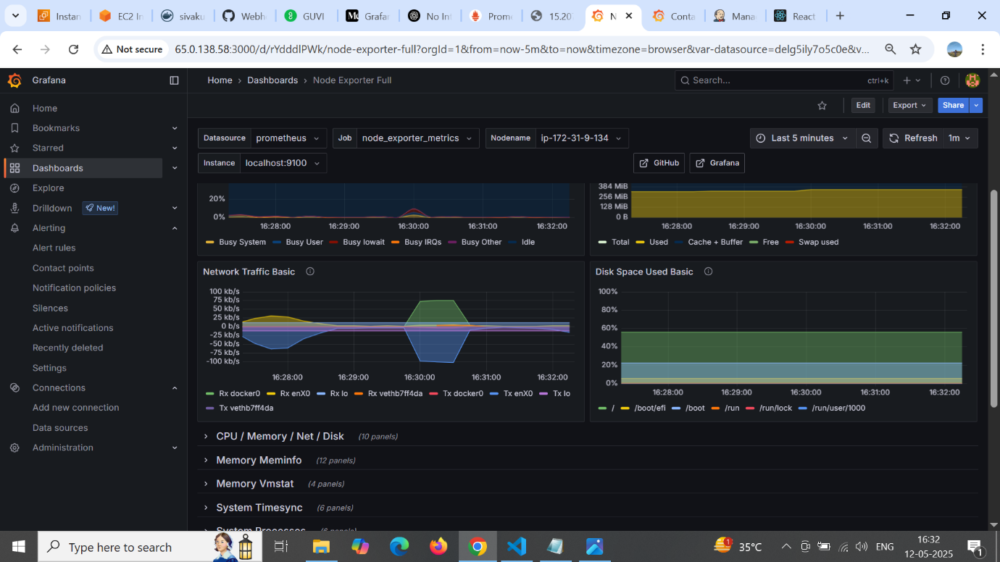 Instan
EC2 In
sivaku
Webh
GUVI
Grafar
No Int
Prome
15.20
N
Conta
Mana
React
Not secure
65.0.138.58:3000/d/rYdddlPWk/node-exporter-full?orgId=1&from=now-5m&to=now&timezone=browser&var-datasource=delg5ily7o5c0e&v...
Grafana
Home › Dashboards › Node Exporter Full
Search...
ctrl+k
Edit
Export
Share
Home
Bookmarks
Starred
Dashboards
Explore
Drilldown
New!
Alerting
Alert rules
Contact points
Notification policies
Silences
Active notifications
Recently deleted
Settings
Connections
Add new connection
Data sources
Administration
Datasource prometheus
Job node_exporter_metrics
Nodename ip-172-31-9-134
Last 5 minutes
Refresh 1m
Instance localhost:9100
GitHub
Grafana
20%
0%
16:28:00 16:29:00 16:30:00 16:31:00 16:32:00
Busy System Busy User Busy Iowait Busy IRQs Busy Other Idle
384 MiB
256 MiB
128 MiB
0 B
16:28:00 16:29:00 16:30:00 16:31:00 16:32:00
Total Used Cache + Buffer Free Swap used
Network Traffic Basic
100 kb/s
75 kb/s
50 kb/s
25 kb/s
0 b/s
-25 kb/s
-50 kb/s
-75 kb/s
-100 kb/s
16:28:00 16:29:00 16:30:00 16:31:00 16:32:00
Rx docker0 Rx enX0 Rx lo Rx vethb7ff4da Tx docker0 Tx enX0 Tx lo
Tx vethb7ff4da
Disk Space Used Basic
100%
80%
60%
40%
20%
0%
16:28:00 16:29:00 16:30:00 16:31:00 16:32:00
/ /boot/efi /boot /run /run/lock /run/user/1000
CPU / Memory / Net / Disk (10 panels)
Memory Meminfo (12 panels)
Memory Vmstat (4 panels)
System Timesync (6 panels)
System Processes (6 panels)
Type here to search
1
35°C
ENG
16:32
12-05-2025
1